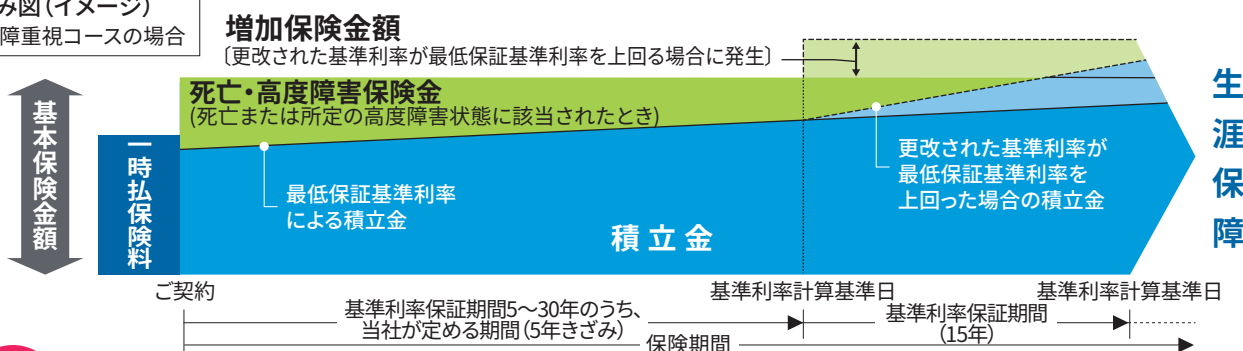 み図(イメージ)
障重視コースの場合
増加保険金額
〔更改された基準利率が最低保証基準利率を上回る場合に発生〕
死亡・高度障害保険金
(死亡または所定の高度障害状態に該当されたとき)
基本保険金額
一時払保険料
最低保証基準利率
による積立金
積立金
更改された基準利率が
最低保証基準利率を
上回った場合の積立金
生涯保障
ご契約
基準利率計算基準日
基準利率計算基準日
基準利率保証期間5～30年のうち、
当社が定める期間(5年きざみ)
基準利率保証期間
(15年)
保険期間